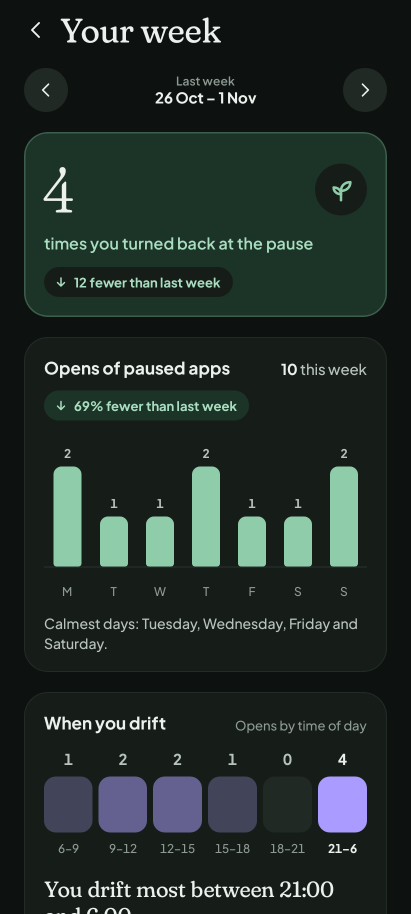 Your week
Last week
26 Oct – 1 Nov
4
times you turned back at the pause
↓ 12 fewer than last week
Opens of paused apps
10 this week
↓ 69% fewer than last week
2 1 1 2 1 1 2
M T W T F S S
Calmest days: Tuesday, Wednesday, Friday and
Saturday.
When you drift
Opens by time of day
1 2 2 1 0 4
6–9 9–12 12–15 15–18 18–21 21–6
You drift most between 21:00
and 6:00